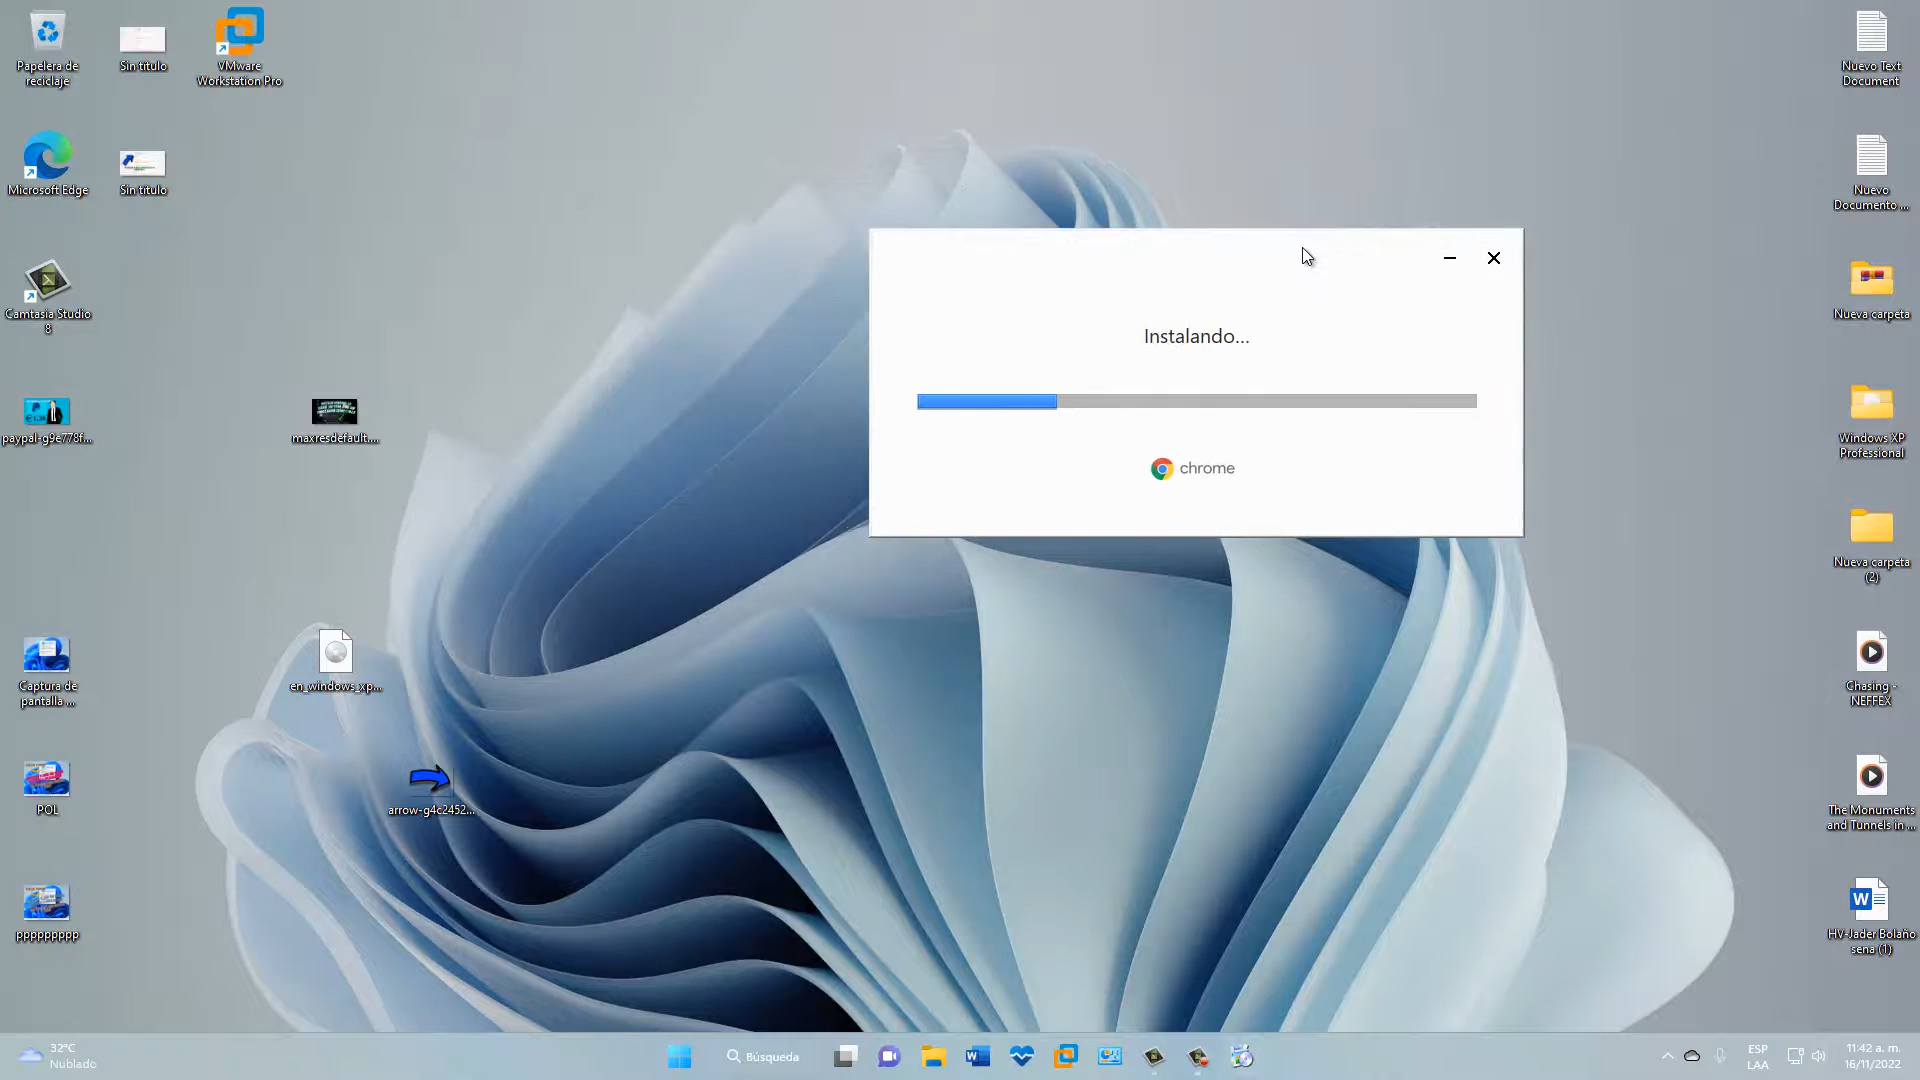 Papelera de
reciclaje
Sin título
VMware
Workstation Pro
Nuevo Text
Document
Microsoft Edge
Sin título
Nuevo
Documento ...
Camtasia Studio
8
Nueva carpeta
Instalando...
chrome
paypal-g9e778f...
maxresdefault....
Windows XP
Professional
Nueva carpeta
(2)
en_windows_xp...
Captura de
pantalla ...
Chasing -
NEFFEX
POL
arrow-g4c2452...
The Monuments
and Tunnels in ...
ppppppppp
HV-Jader Bolaño
sena (1)
32°C
Nublado
Búsqueda
ESP
LAA
11:42 a. m.
16/11/2022